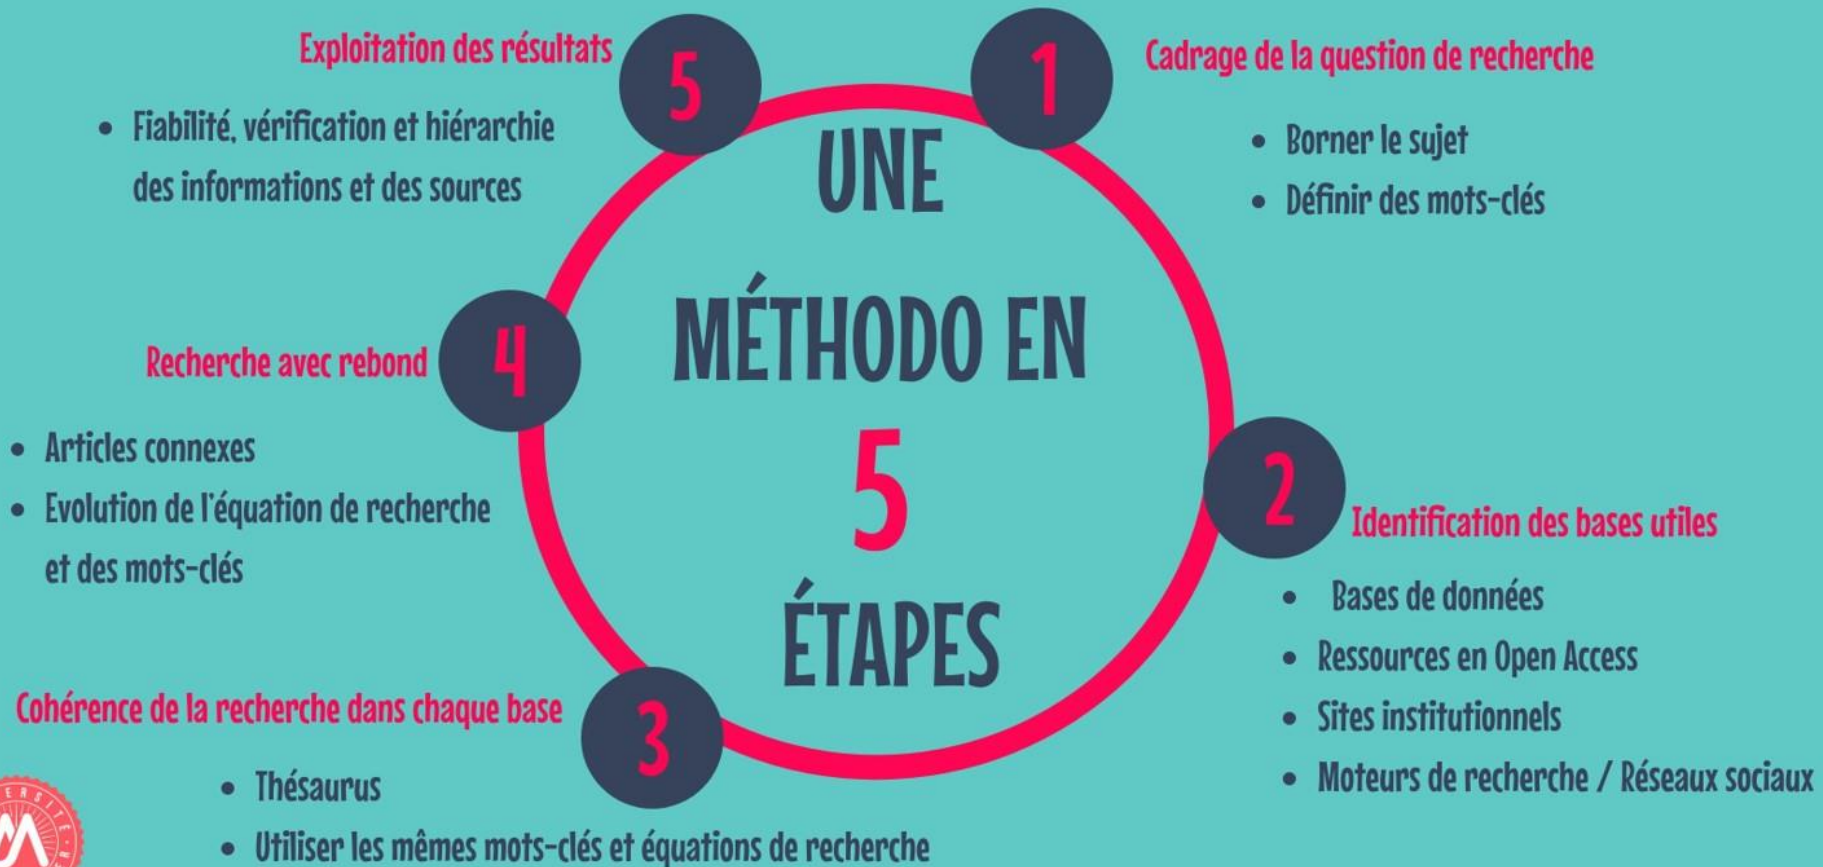 UNE
MÉTHODO EN
5
ÉTAPES
1
Cadrage de la question de recherche
• Borner le sujet
• Définir des mots-clés
2
Identification des bases utiles
• Bases de données
• Ressources en Open Access
• Sites institutionnels
• Moteurs de recherche / Réseaux sociaux
3
Cohérence de la recherche dans chaque base
• Thésaurus
• Utiliser les mêmes mots-clés et équations de recherche
4
Recherche avec rebond
• Articles connexes
• Evolution de l'équation de recherche
et des mots-clés
5
Exploitation des résultats
• Fiabilité, vérification et hiérarchie
des informations et des sources